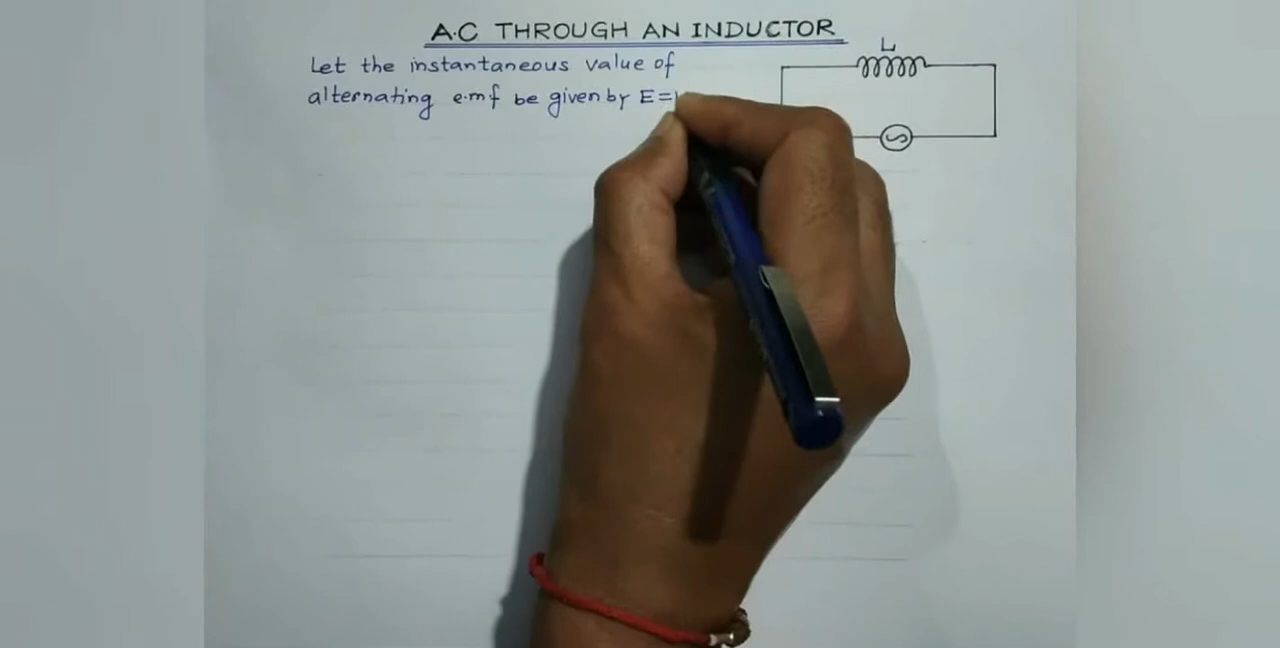 A.C THROUGH AN INDUCTOR
L
Let the instantaneous value of
alternating e.m.f be given by E=